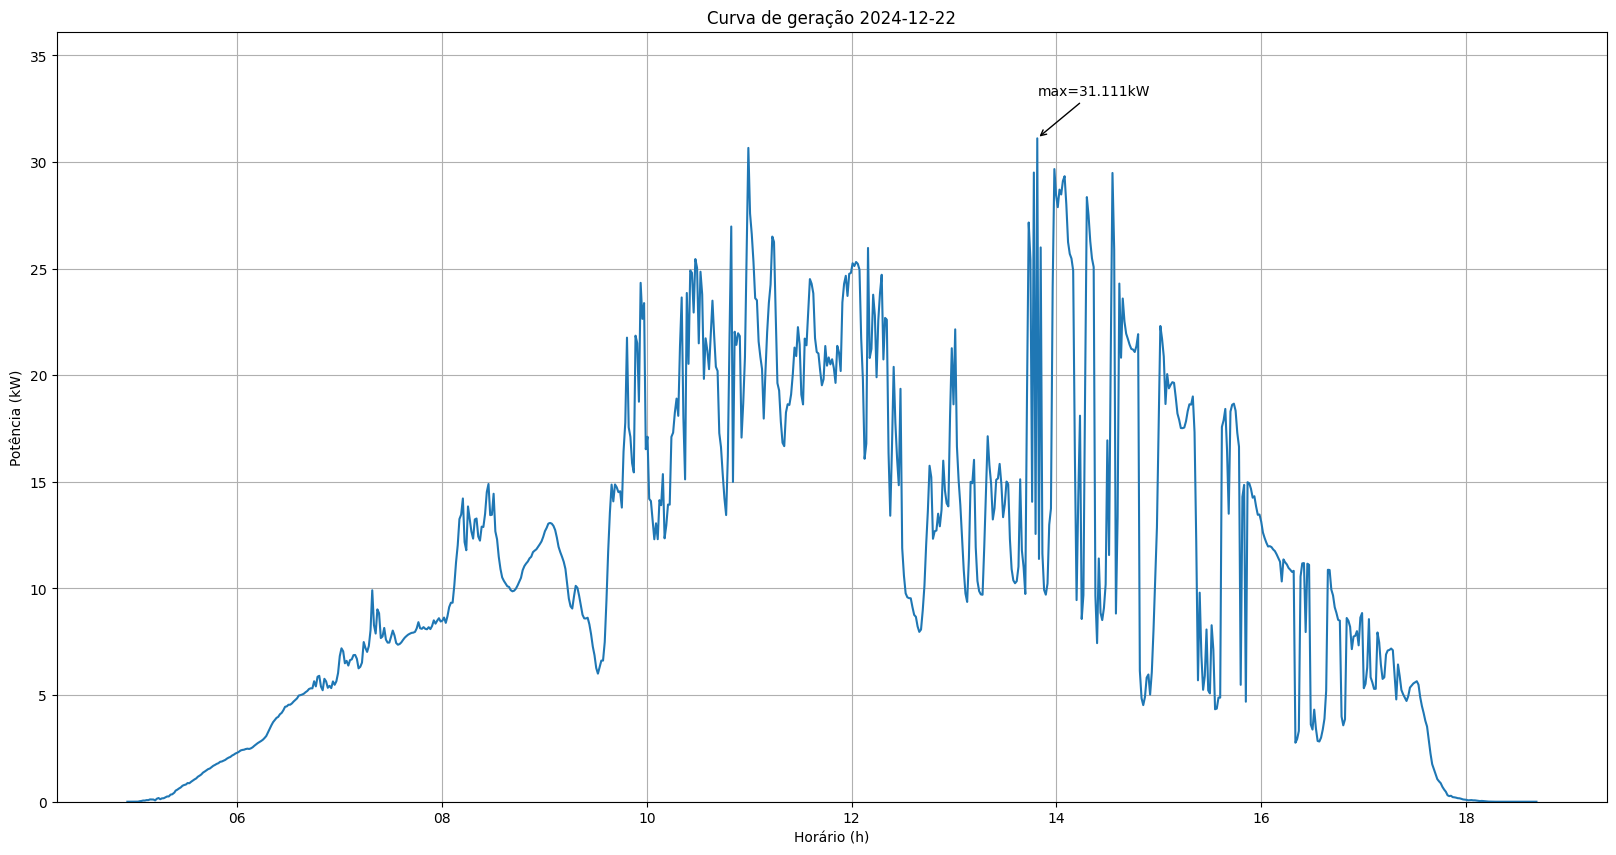 Curva de geração 2024-12-22
35
max=31.111kW
30
25
20
Potência (kW)
15
10
5
0
06 08 10 12 14 16 18
Horário (h)